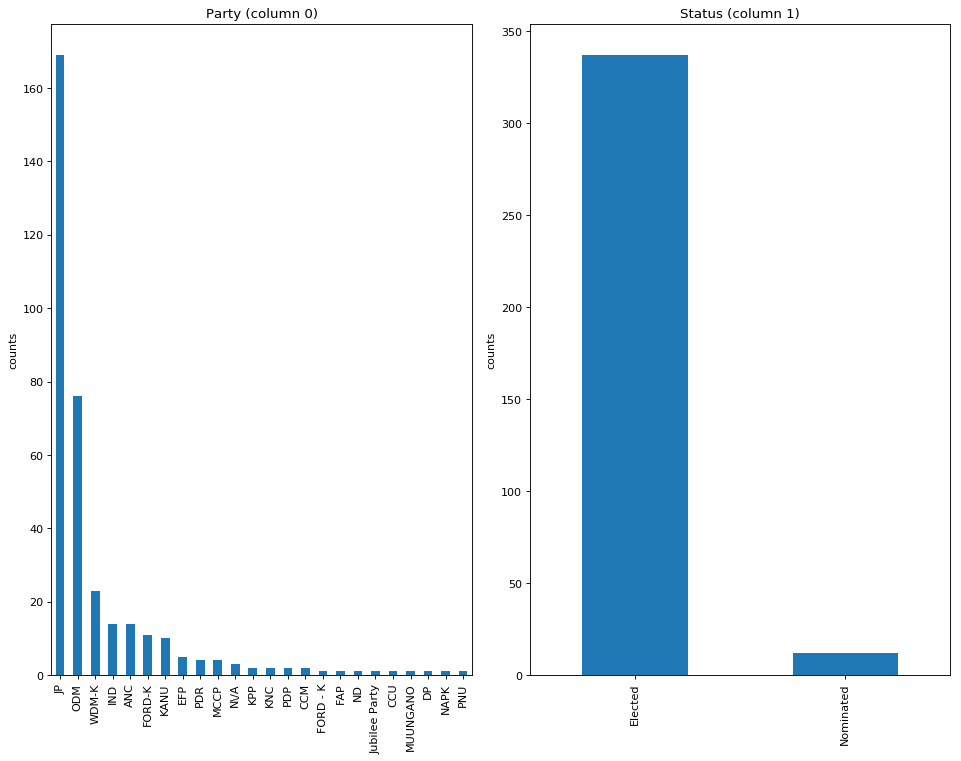 Party (column 0)
counts
160
140
120
100
80
60
40
20
0
JP
ODM
WDM-K
IND
ANC
FORD-K
KANU
EFP
PDR
MCCP
N/A
KPP
KNC
PDP
CCM
FORD - K
FAP
ND
Jubilee Party
CCU
MUUNGANO
DP
NAPK
PNU
Status (column 1)
counts
350
300
250
200
150
100
50
0
Elected
Nominated